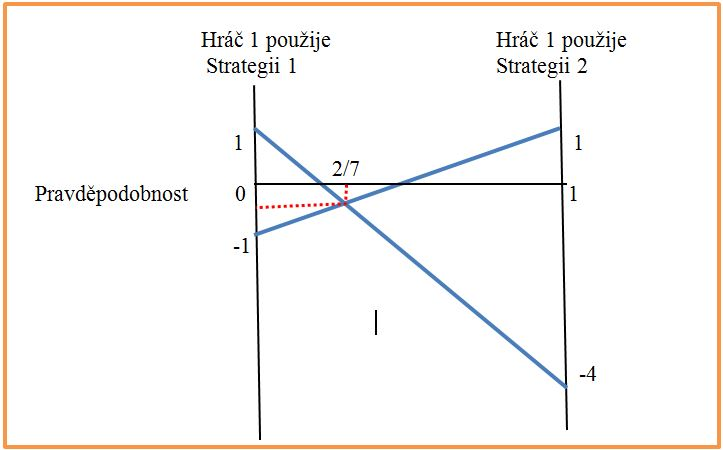 Hráč 1 použije
Strategii 1
Hráč 1 použije
Strategii 2
1
1
2/7
Pravděpodobnost
0
1
-1
-4